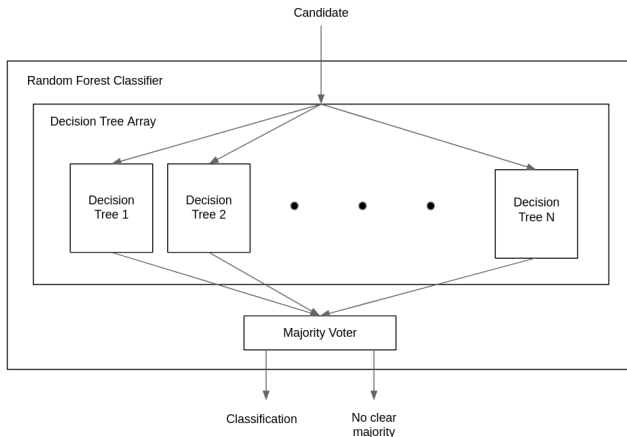 Candidate
Random Forest Classifier
Decision Tree Array
Decision
Tree 1
Decision
Tree 2
Decision
Tree N
Majority Voter
Classification
No clear
majority